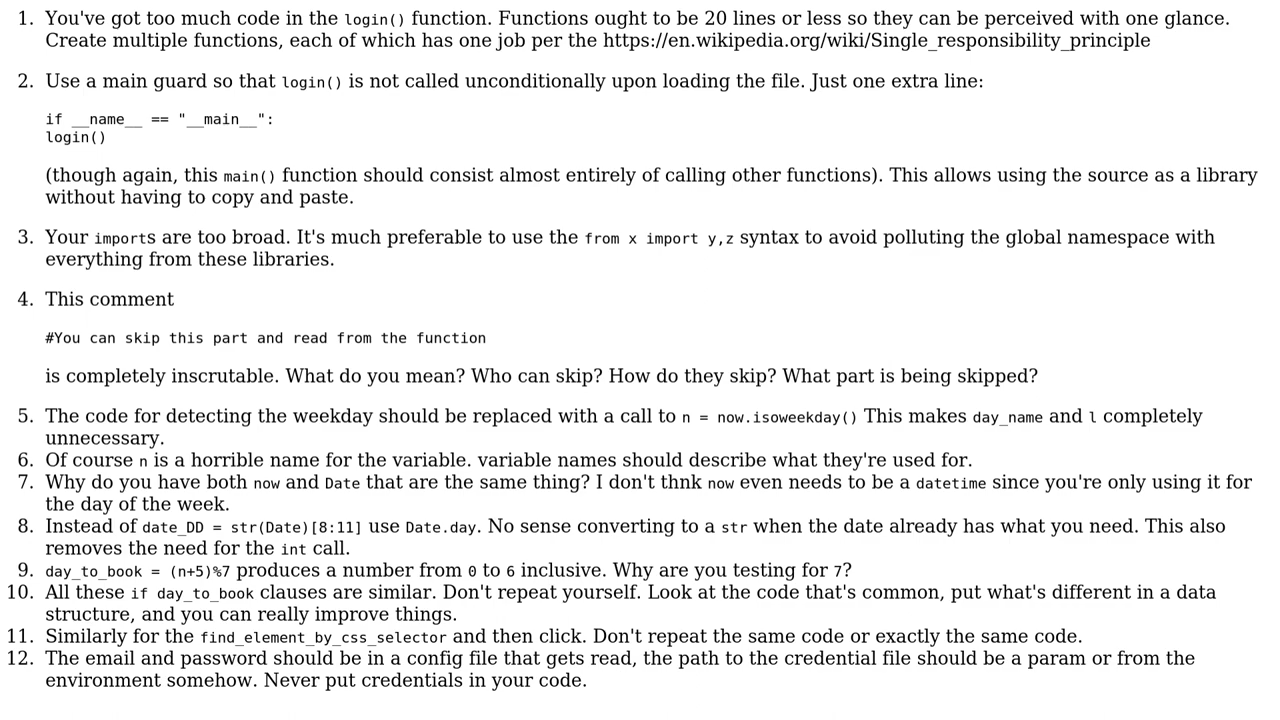 1. You've got too much code in the login() function. Functions ought to be 20 lines or less so they can be perceived with one glance.
Create multiple functions, each of which has one job per the https://en.wikipedia.org/wiki/Single_responsibility_principle
2. Use a main guard so that login() is not called unconditionally upon loading the file. Just one extra line:
if __name__ == "__main__":
login()
(though again, this main() function should consist almost entirely of calling other functions). This allows using the source as a library
without having to copy and paste.
3. Your imports are too broad. It's much preferable to use the from x import y,z syntax to avoid polluting the global namespace with
everything from these libraries.
4. This comment
#You can skip this part and read from the function
is completely inscrutable. What do you mean? Who can skip? How do they skip? What part is being skipped?
5. The code for detecting the weekday should be replaced with a call to n = now.isoweekday() This makes day_name and l completely
unnecessary.
6. Of course n is a horrible name for the variable. variable names should describe what they're used for.
7. Why do you have both now and Date that are the same thing? I don't thnk now even needs to be a datetime since you're only using it for
the day of the week.
8. Instead of date_DD = str(Date)[8:11] use Date.day. No sense converting to a str when the date already has what you need. This also
removes the need for the int call.
9. day_to_book = (n+5)%7 produces a number from 0 to 6 inclusive. Why are you testing for 7?
10. All these if day_to_book clauses are similar. Don't repeat yourself. Look at the code that's common, put what's different in a data
structure, and you can really improve things.
11. Similarly for the find_element_by_css_selector and then click. Don't repeat the same code or exactly the same code.
12. The email and password should be in a config file that gets read, the path to the credential file should be a param or from the
environment somehow. Never put credentials in your code.